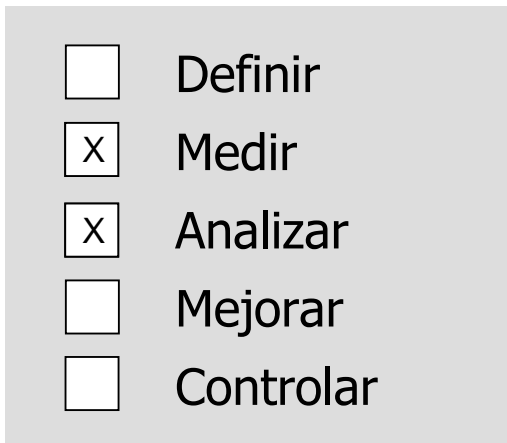 Definir
X Medir
X Analizar
Mejorar
Controlar